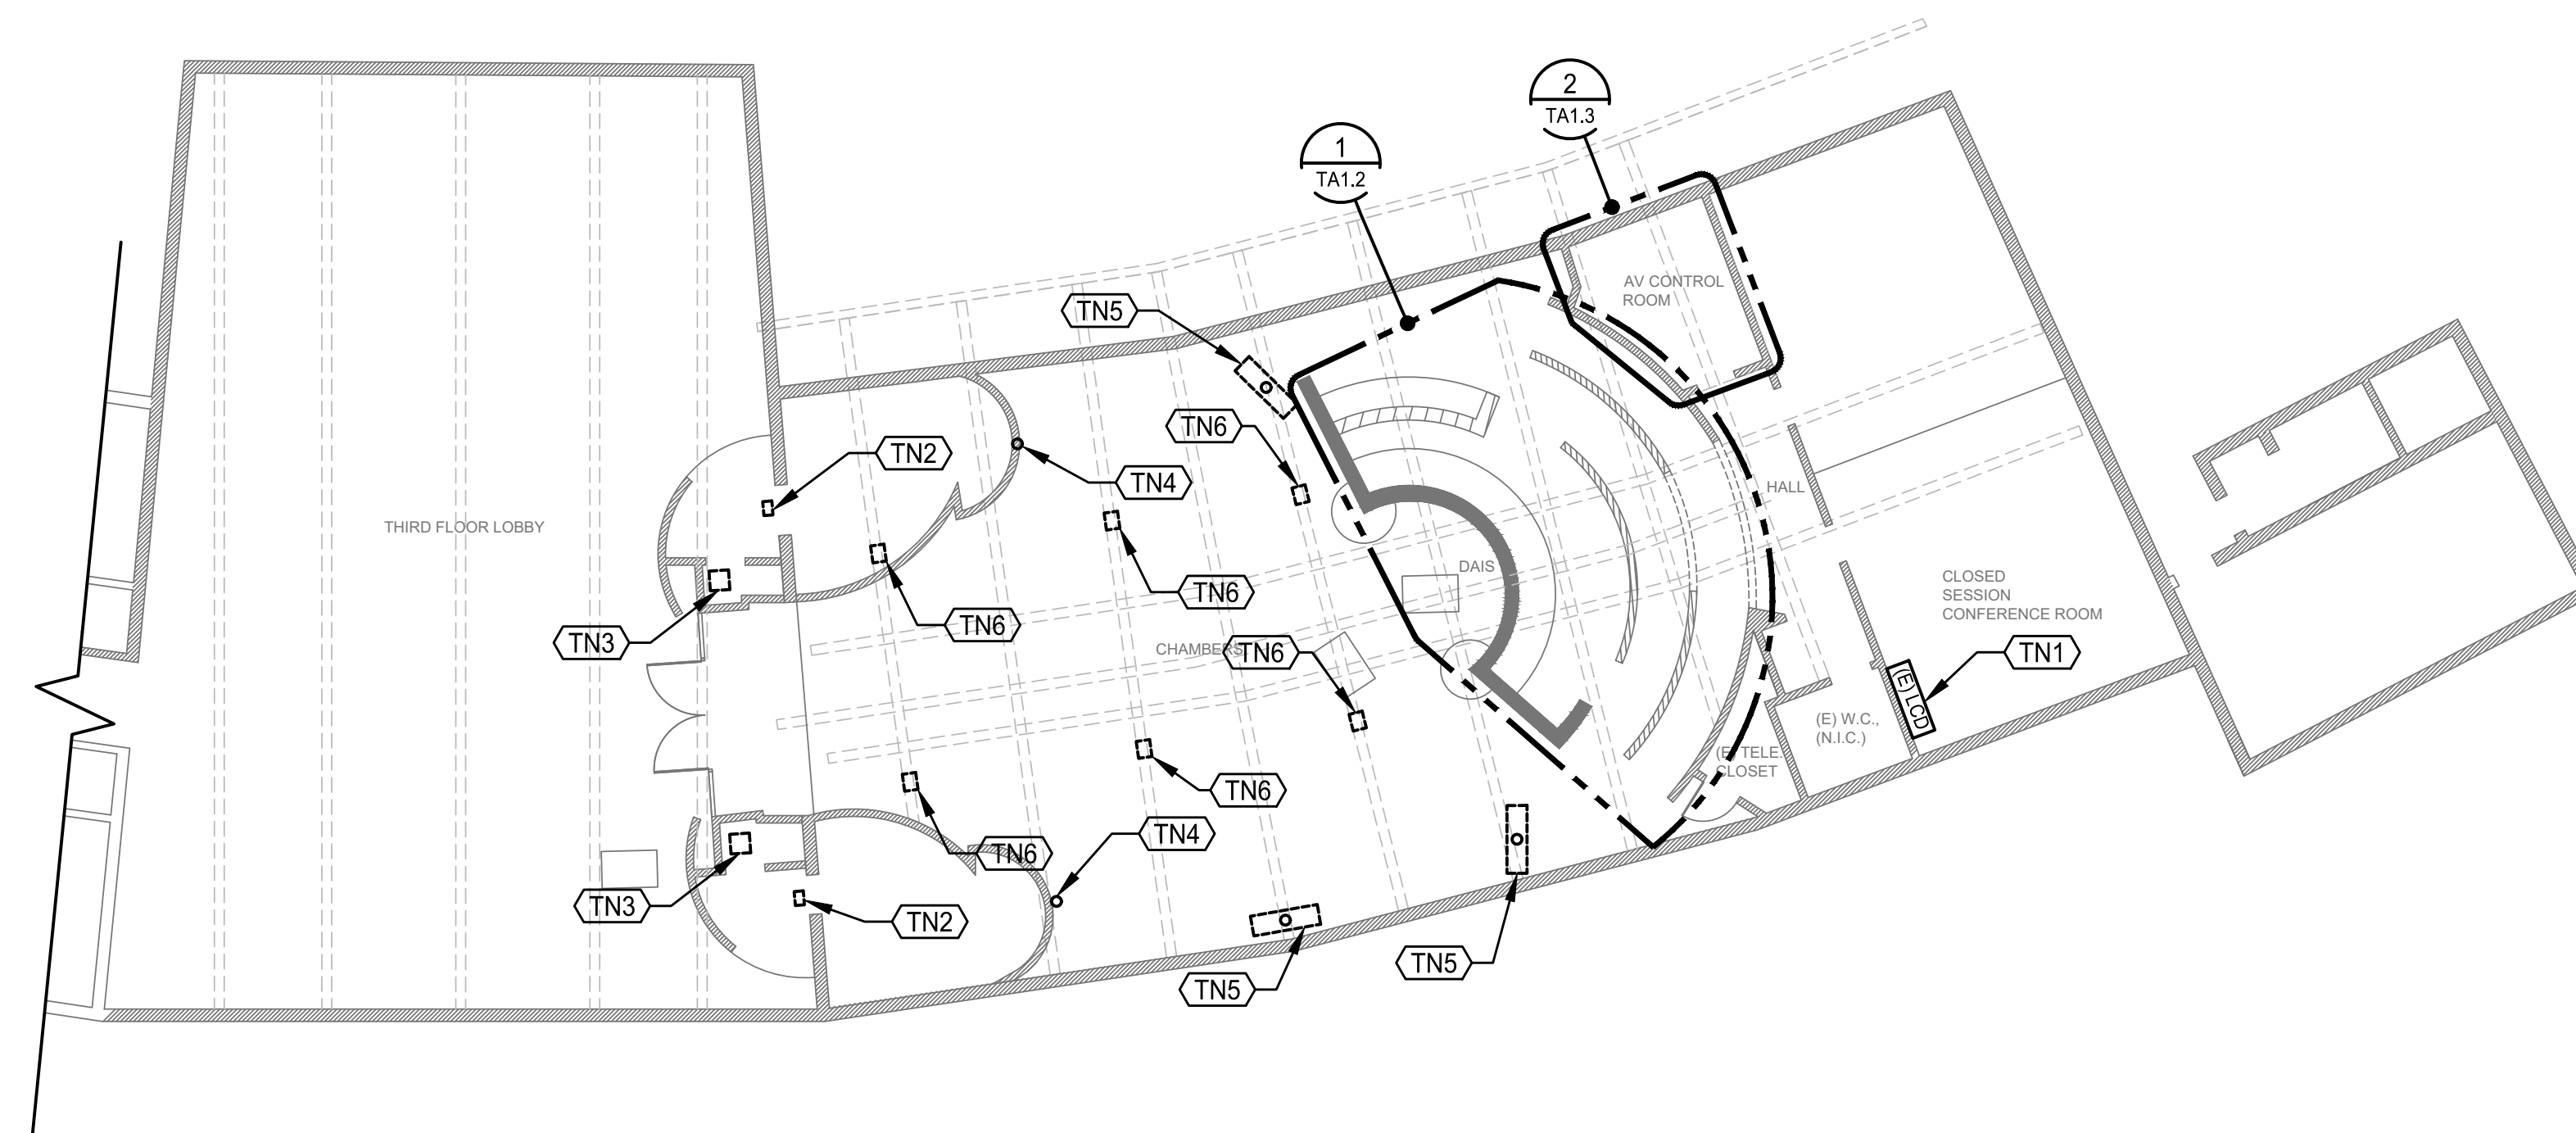 2
TA1.3
1
TA1.2
AV CONTROL
ROOM
TN5
TN6
TN2
TN4
HALL
THIRD FLOOR LOBBY
DAIS
CLOSED
SESSION
CONFERENCE ROOM
TN6
TN6
TN3
CHAMBERS
TN6
TN1
(E) LCD
(E) W.C.,
(N.I.C.)
(E) TELE.
CLOSET
TN6
TN4
TN6
TN3
TN2
TN5
TN5